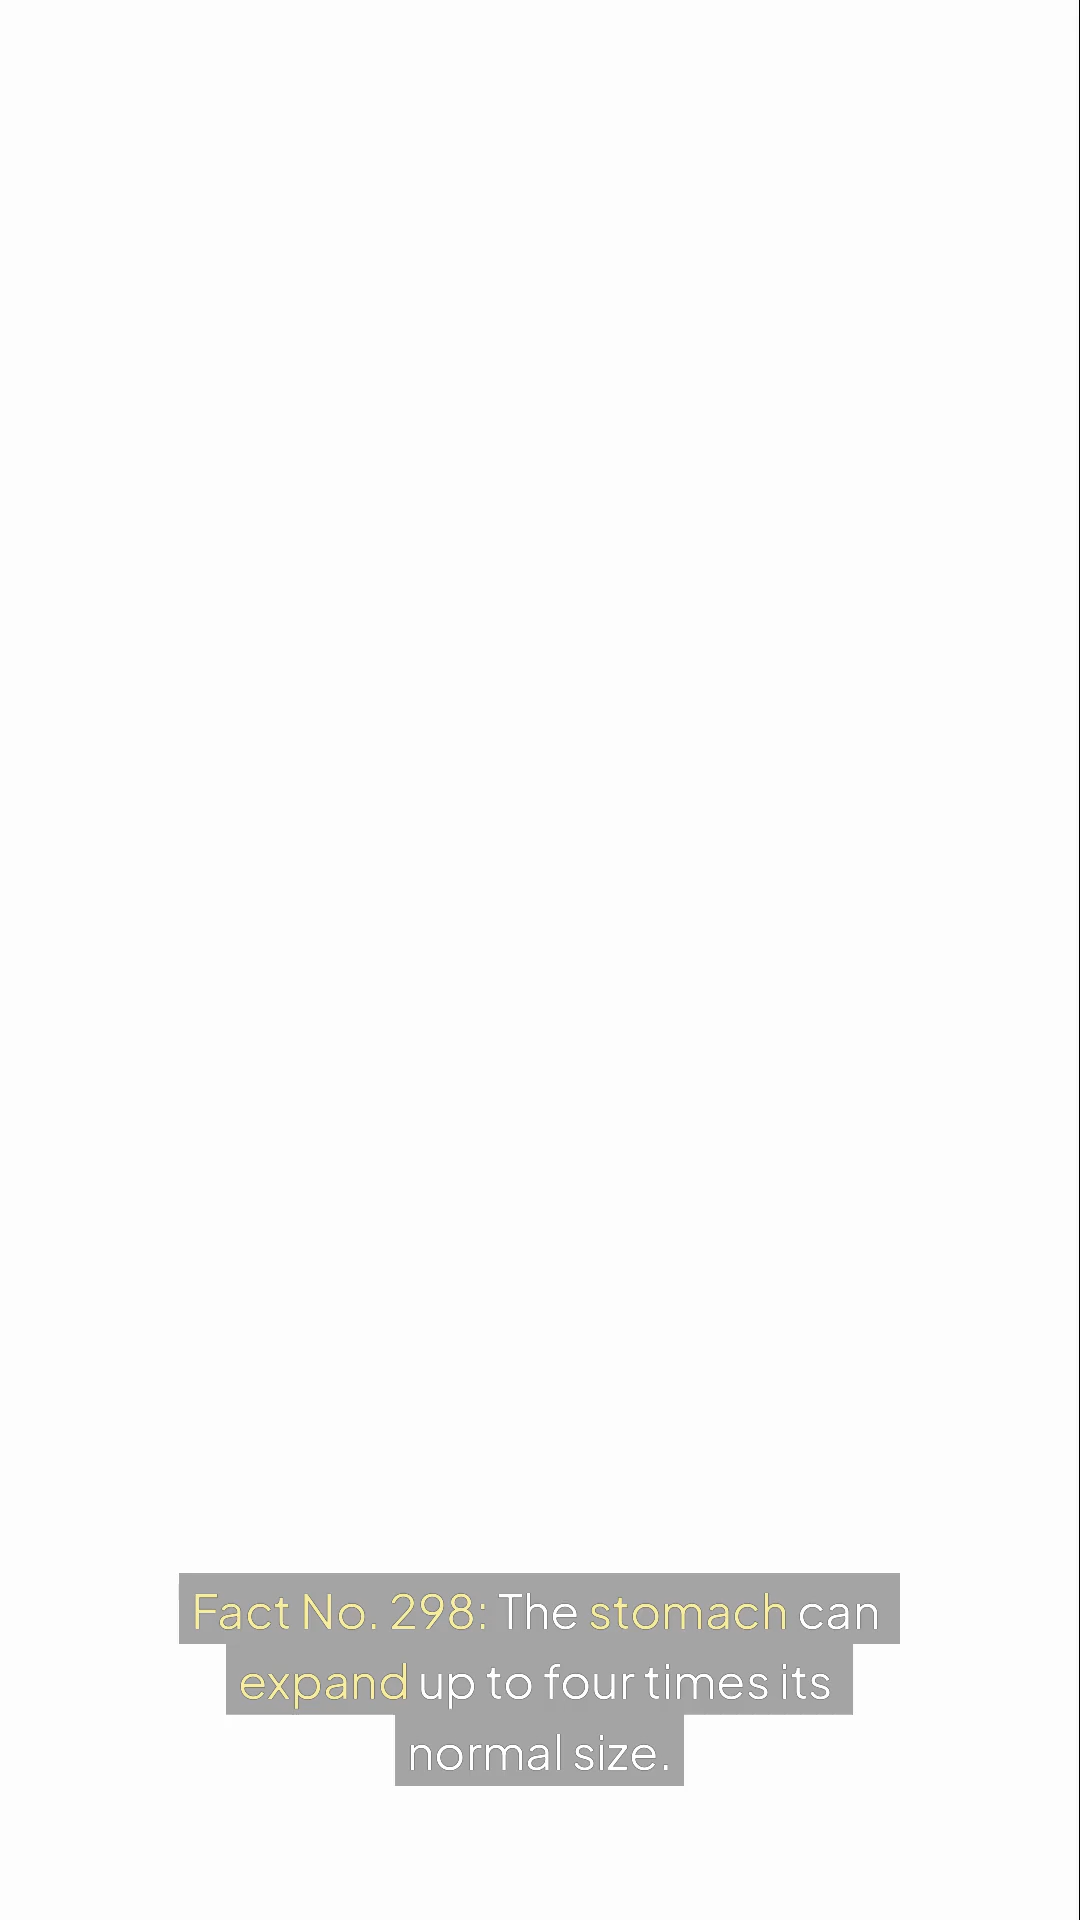 Fact No. 298: The stomach can
expand up to four times its
normal size.